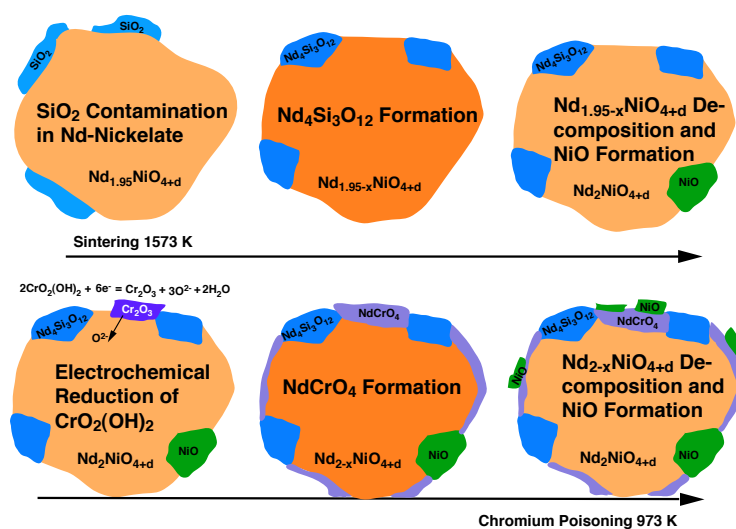 SiO₂
SiO₂
SiO₂ Contamination
in Nd-Nickelate
Nd₁.₉₅NiO₄₊d
SiO₂
Nd₄Si₃O₁₂
Nd₄Si₃O₁₂ Formation
Nd₁.₉₅₋ₓNiO₄₊d
Nd₄Si₃O₁₂
Nd₁.₉₅₋ₓNiO₄₊d De-
composition and
NiO Formation
Nd₂NiO₄₊d
NiO
Sintering 1573 K
2CrO₂(OH)₂ + 6e⁻ = Cr₂O₃ + 3O²⁻+2H₂O
Cr₂O₃
Nd₄Si₃O₁₂
O²⁻
Electrochemical
Reduction of
CrO₂(OH)₂
Nd₂NiO₄₊d
NiO
NdCrO₄
Nd₄Si₃O₁₂
NdCrO₄ Formation
Nd₂₋ₓNiO₄₊d
NiO
NiO
NdCrO₄
Nd₄Si₃O₁₂
NiO
Nd₂₋ₓNiO₄₊d De-
composition and
NiO Formation
Nd₂NiO₄₊d
NiO
Chromium Poisoning 973 K